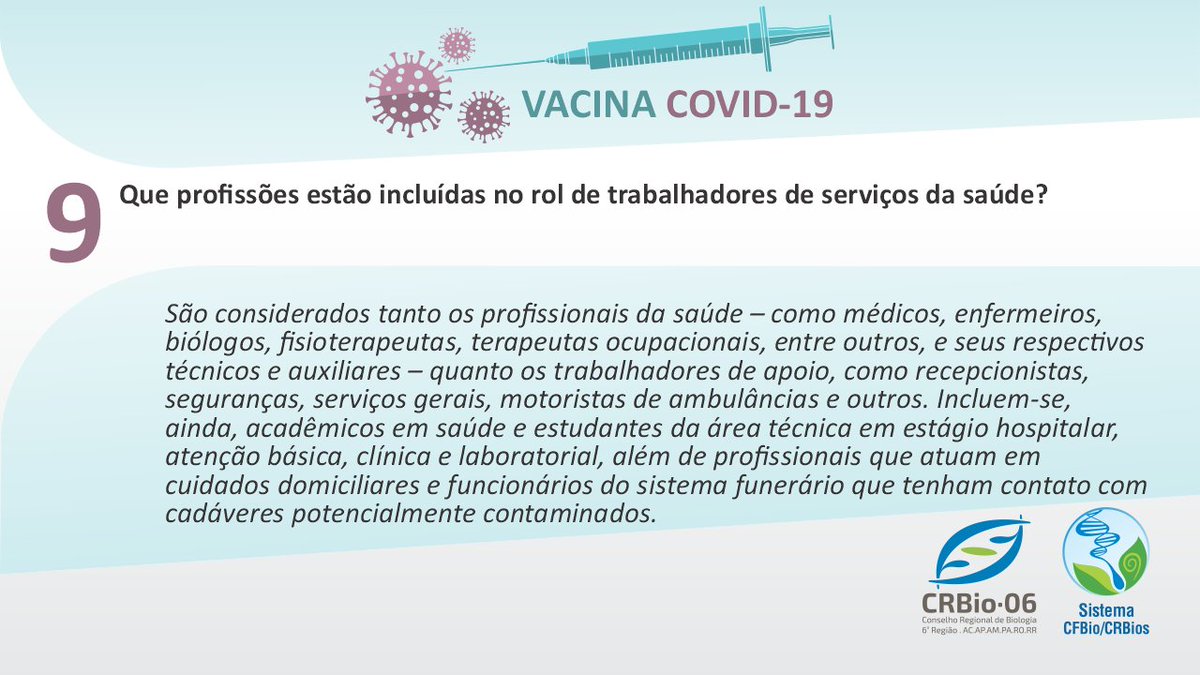 VACINA COVID-19
9
Que profissões estão incluídas no rol de trabalhadores de serviços da saúde?
São considerados tanto os profissionais da saúde – como médicos, enfermeiros,
biólogos, fisioterapeutas, terapeutas ocupacionais, entre outros, e seus respectivos
técnicos e auxiliares – quanto os trabalhadores de apoio, como recepcionistas,
seguranças, serviços gerais, motoristas de ambulâncias e outros. Incluem-se,
ainda, acadêmicos em saúde e estudantes da área técnica em estágio hospitalar,
atenção básica, clínica e laboratorial, além de profissionais que atuam em
cuidados domiciliares e funcionários do sistema funerário que tenham contato com
cadáveres potencialmente contaminados.
CRBio·06
Conselho Regional de Biologia
6ª Região . AC.AP.AM.PA.RO.RR
Sistema
CFBio/CRBios